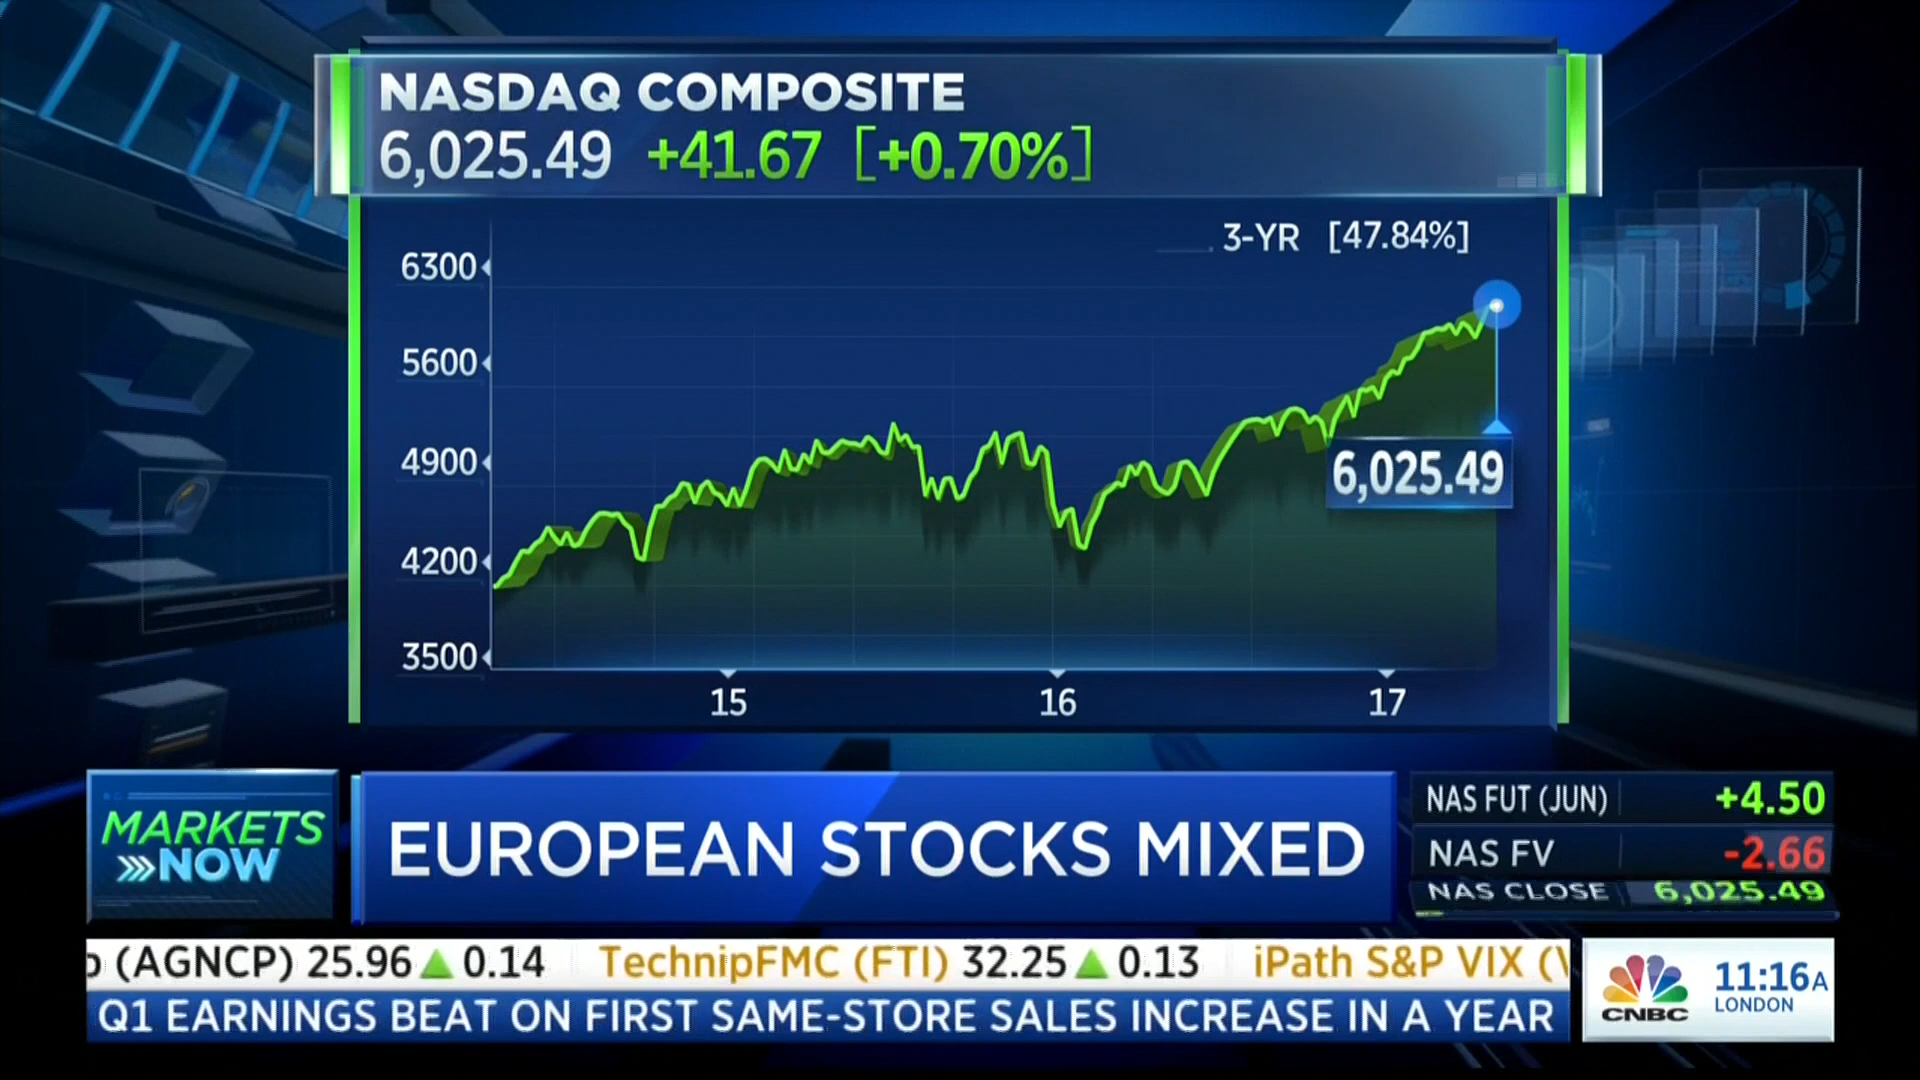 NASDAQ COMPOSITE
6,025.49 +41.67 [+0.70%]
3-YR [47.84%]
6300
5600
4900
4200
3500
6,025.49
15 16 17
MARKETS
NOW
EUROPEAN STOCKS MIXED
NAS FUT (JUN) +4.50
NAS FV -2.66
NAS CLOSE 6,025.49
(AGNCP) 25.96 ▲ 0.14 TechnipFMC (FTI) 32.25 ▲ 0.13 iPath S&P VIX (
Q1 EARNINGS BEAT ON FIRST SAME-STORE SALES INCREASE IN A YEAR
CNBC
11:16A
LONDON